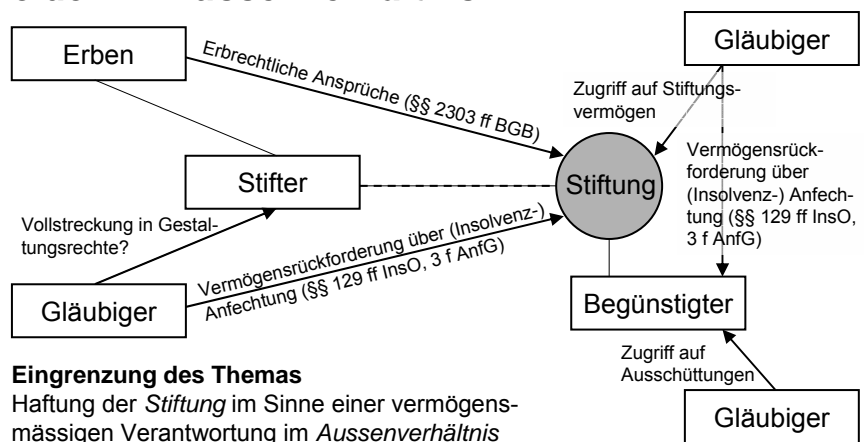 Erben
Gläubiger
Erbrechtliche Ansprüche (§§ 2303 ff BGB)
Zugriff auf Stiftungs-
vermögen
Stifter
Stiftung
Vermögensrück-
forderung über
(Insolvenz-) Anfech-
tung (§§ 129 ff InsO,
3 f AnfG)
Vollstreckung in Gestal-
tungsrechte?
Vermögensrückforderung über (Insolvenz-)
Anfechtung (§§ 129 ff InsO, 3 f AnfG)
Gläubiger
Begünstigter
Zugriff auf
Ausschüttungen
Gläubiger
Eingrenzung des Themas
Haftung der Stiftung im Sinne einer vermögens-
mässigen Verantwortung im Aussenverhältnis